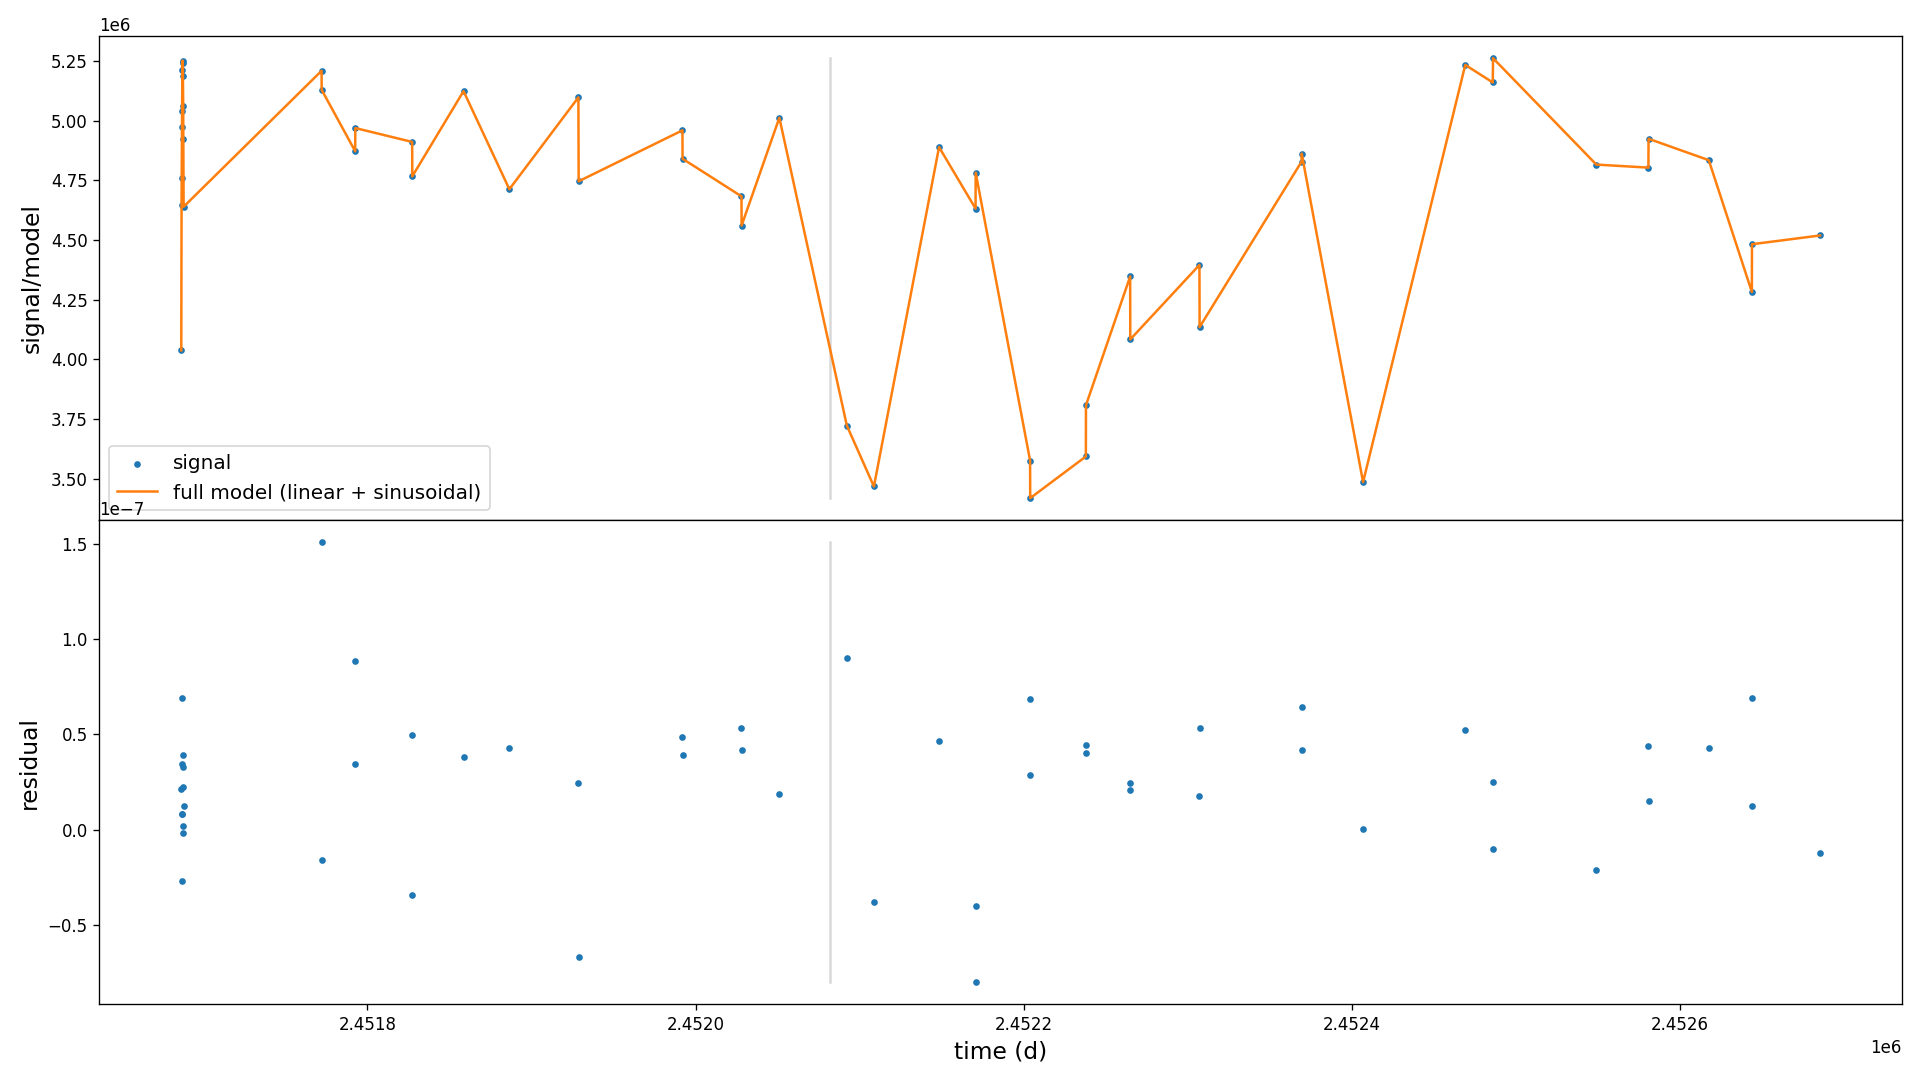 1e6
5.25
5.00
4.75
4.50
4.25
4.00
3.75
3.50
signal/model
signal
full model (linear + sinusoidal)
1e−7
1.5
1.0
0.5
0.0
−0.5
residual
2.4518
2.4520
2.4522
2.4524
2.4526
time (d)
1e6